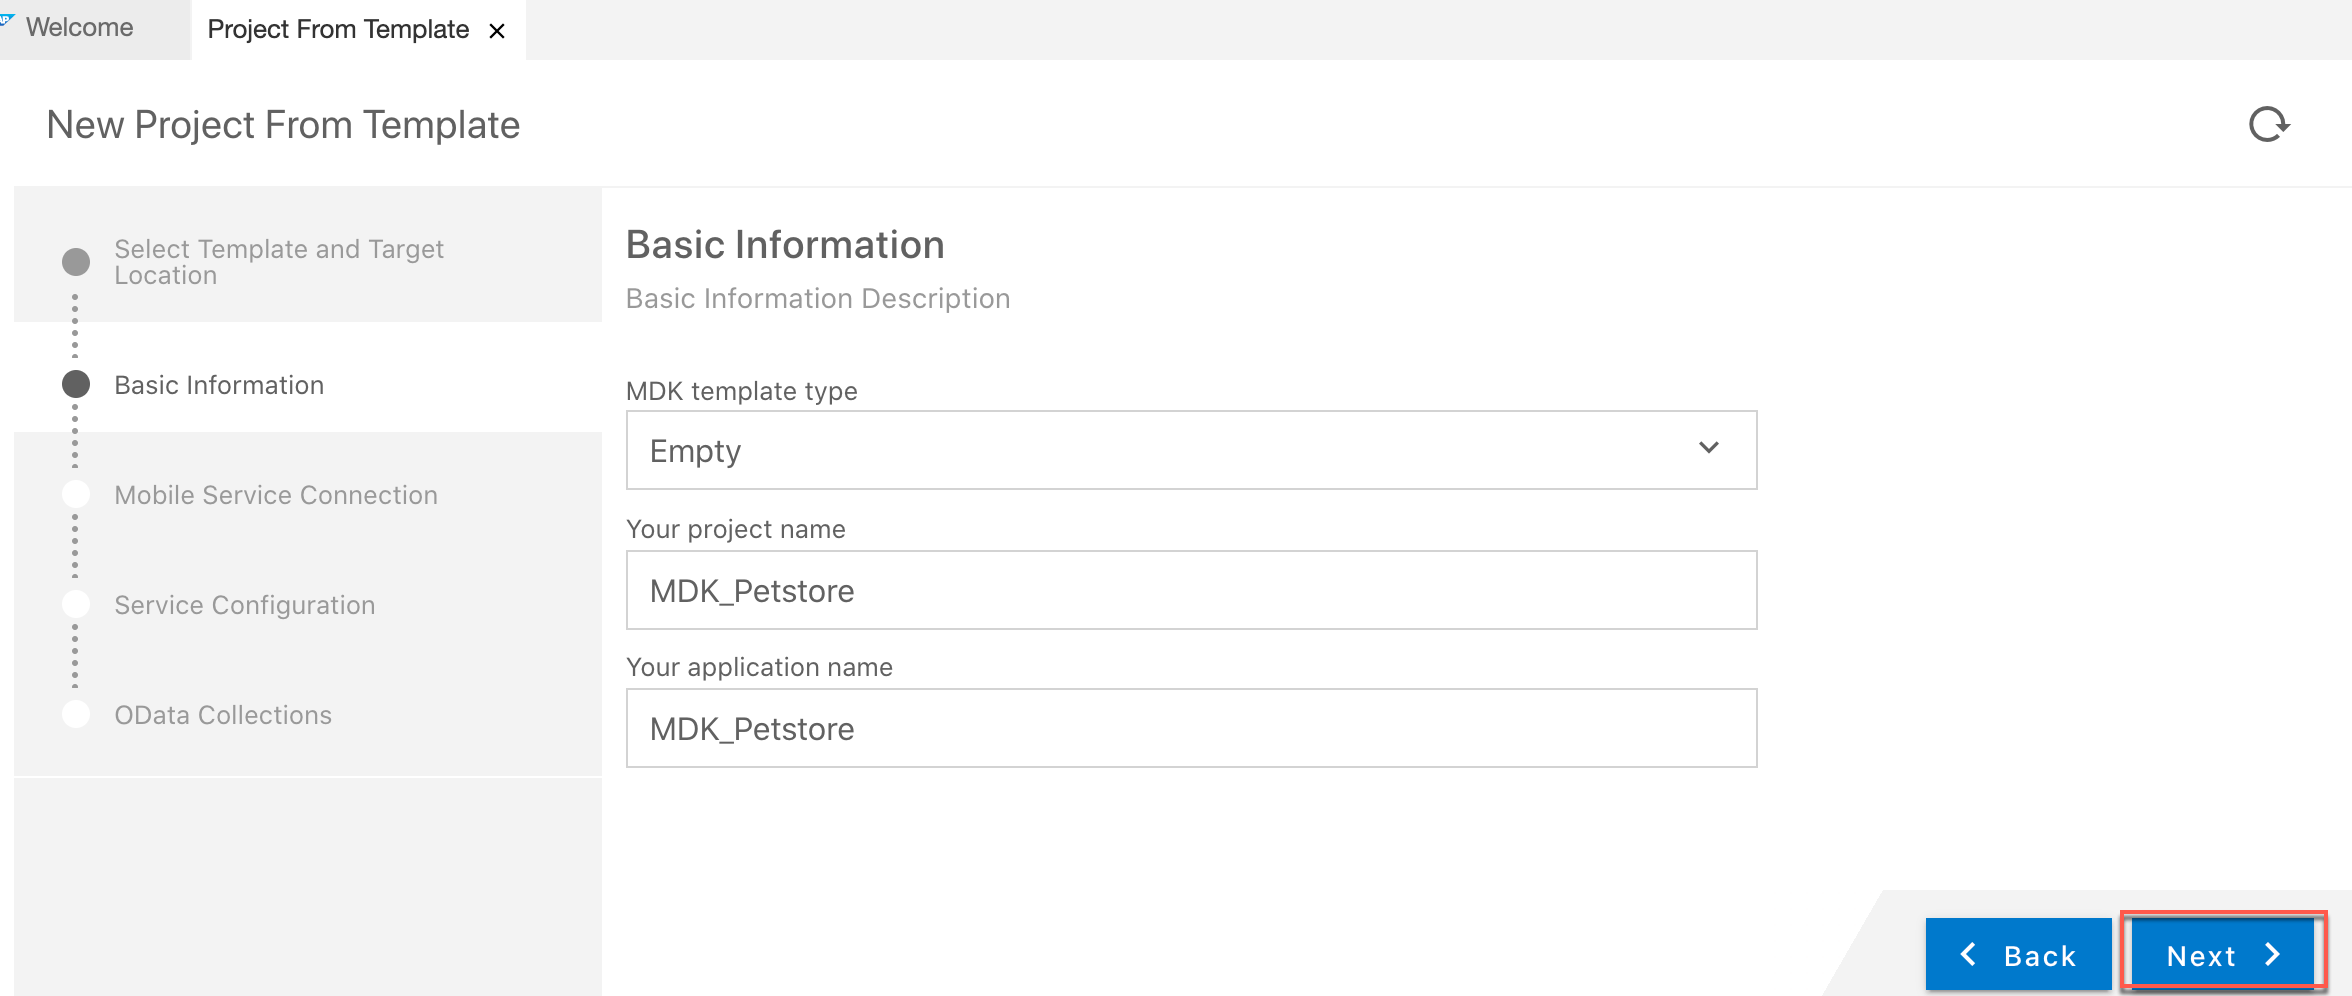 Welcome
Project From Template
New Project From Template
Select Template and Target
Location
Basic Information
Mobile Service Connection
Service Configuration
OData Collections
Basic Information
Basic Information Description
MDK template type
Empty
Your project name
MDK_Petstore
Your application name
MDK_Petstore
Back
Next